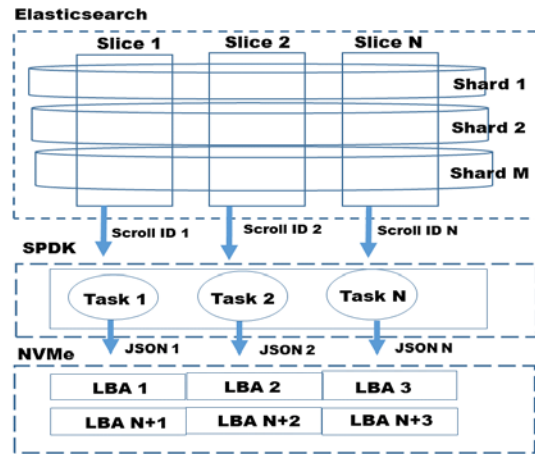 Elasticsearch
Slice 1 Slice 2 Slice N
Shard 1
Shard 2
Shard M
Scroll ID 1 Scroll ID 2 Scroll ID N
SPDK
Task 1 Task 2 Task N
JSON 1 JSON 2 JSON N
NVMe
LBA 1 LBA 2 LBA 3
LBA N+1 LBA N+2 LBA N+3